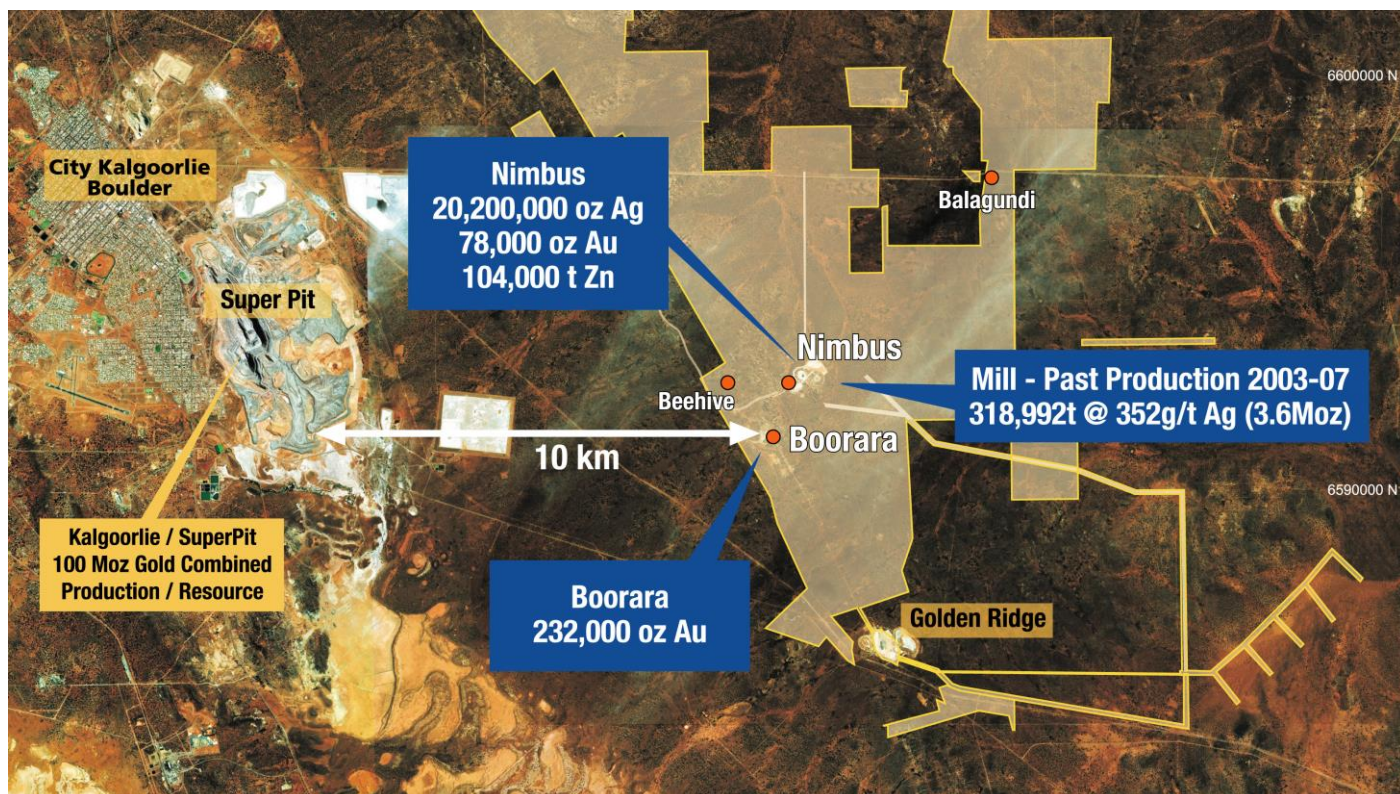 6600000 N
City Kalgoorlie
Boulder
Nimbus
20,200,000 oz Ag
78,000 oz Au
104,000 t Zn
Balagundi
Super Pit
Nimbus
Beehive
Mill - Past Production 2003-07
318,992t @ 352g/t Ag (3.6Moz)
Boorara
10 km
6590000 N
Kalgoorlie / SuperPit
100 Moz Gold Combined
Production / Resource
Boorara
232,000 oz Au
Golden Ridge